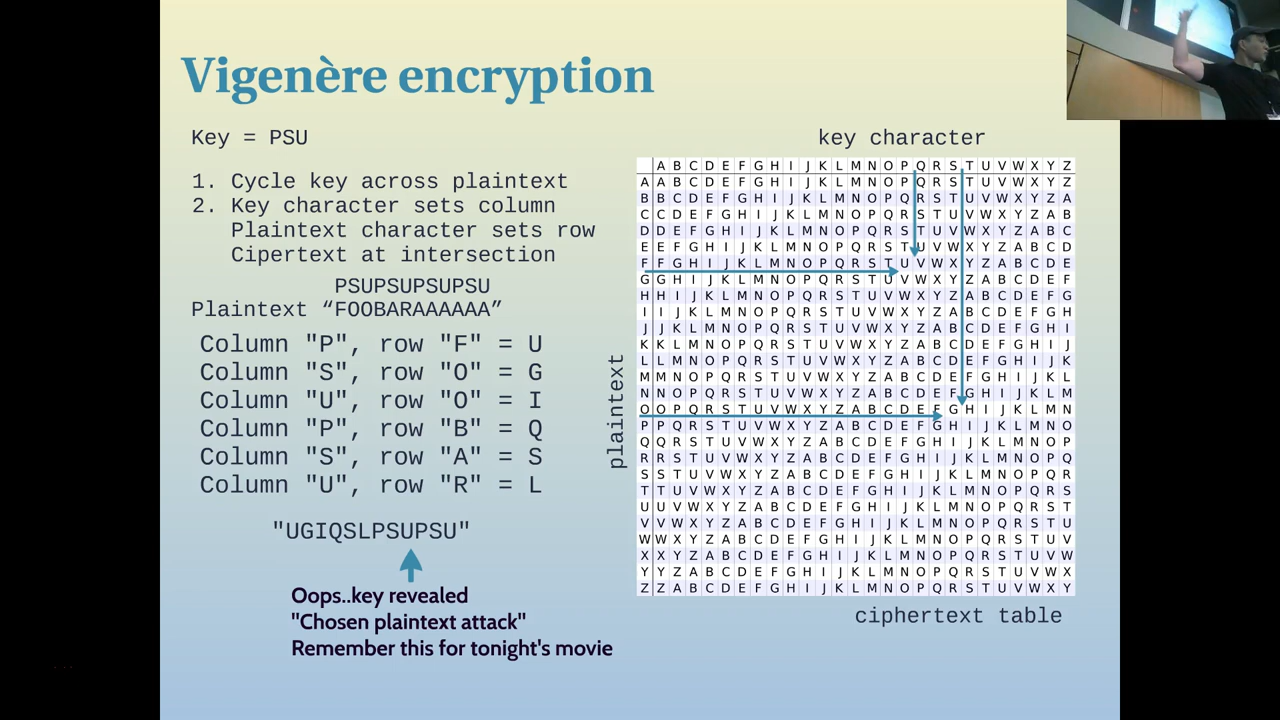 Vigenère encryption
Key = PSU
1. Cycle key across plaintext
2. Key character sets column
Plaintext character sets row
Cipertext at intersection
PSUPSUPSUPSU
Plaintext “FOOBARAAAAAA”
Column "P", row "F" = U
Column "S", row "O" = G
Column "U", row "O" = I
Column "P", row "B" = Q
Column "S", row "A" = S
Column "U", row "R" = L
"UGIQSLPSUPSU"
Oops..key revealed
"Chosen plaintext attack"
Remember this for tonight's movie
key character
A B C D E F G H I J K L M N O P Q R S T U V W X Y Z
A A B C D E F G H I J K L M N O P Q R S T U V W X Y Z
B B C D E F G H I J K L M N O P Q R S T U V W X Y Z A
C C D E F G H I J K L M N O P Q R S T U V W X Y Z A B
D D E F G H I J K L M N O P Q R S T U V W X Y Z A B C
E E F G H I J K L M N O P Q R S T U V W X Y Z A B C D
F F G H I J K L M N O P Q R S T U V W X Y Z A B C D E
G G H I J K L M N O P Q R S T U V W X Y Z A B C D E F
H H I J K L M N O P Q R S T U V W X Y Z A B C D E F G
I I J K L M N O P Q R S T U V W X Y Z A B C D E F G H
J J K L M N O P Q R S T U V W X Y Z A B C D E F G H I
K K L M N O P Q R S T U V W X Y Z A B C D E F G H I J
L L M N O P Q R S T U V W X Y Z A B C D E F G H I J K
M M N O P Q R S T U V W X Y Z A B C D E F G H I J K L
N N O P Q R S T U V W X Y Z A B C D E F G H I J K L M
O O P Q R S T U V W X Y Z A B C D E F G H I J K L M N
P P Q R S T U V W X Y Z A B C D E F G H I J K L M N O
Q Q R S T U V W X Y Z A B C D E F G H I J K L M N O P
R R S T U V W X Y Z A B C D E F G H I J K L M N O P Q
S S T U V W X Y Z A B C D E F G H I J K L M N O P Q R
T T U V W X Y Z A B C D E F G H I J K L M N O P Q R S
U U V W X Y Z A B C D E F G H I J K L M N O P Q R S T
V V W X Y Z A B C D E F G H I J K L M N O P Q R S T U
W W X Y Z A B C D E F G H I J K L M N O P Q R S T U V
X X Y Z A B C D E F G H I J K L M N O P Q R S T U V W
Y Y Z A B C D E F G H I J K L M N O P Q R S T U V W X
Z Z A B C D E F G H I J K L M N O P Q R S T U V W X Y
plaintext
ciphertext table